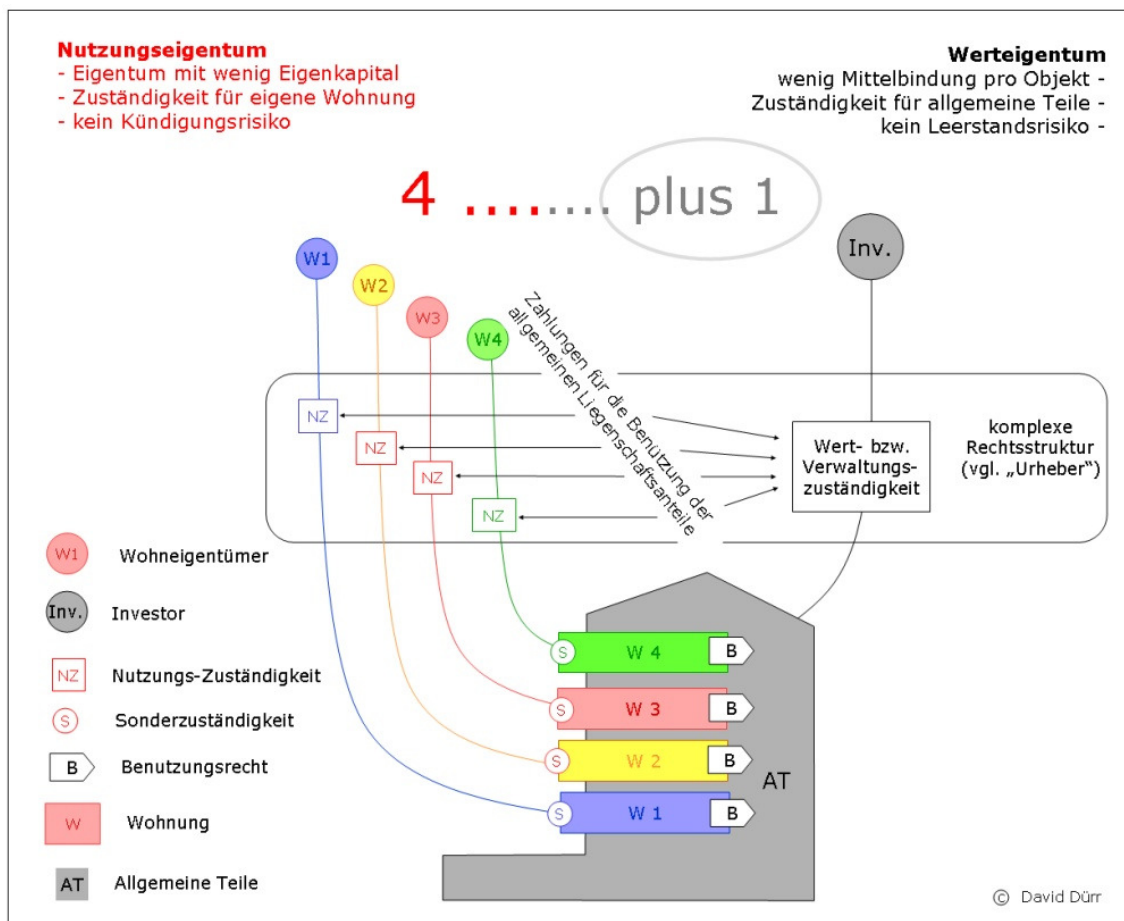 Nutzungseigentum
- Eigentum mit wenig Eigenkapital
- Zuständigkeit für eigene Wohnung
- kein Kündigungsrisiko
Werteigentum
wenig Mittelbindung pro Objekt -
Zuständigkeit für allgemeine Teile -
kein Leerstandsrisiko -
4 ........ plus 1
W1
W2
W3
W4
Inv.
Zahlungen für die Benützung der
allgemeinen Liegenschaftsanteile
NZ
NZ
NZ
NZ
Wert- bzw.
Verwaltungs-
zuständigkeit
komplexe
Rechtsstruktur
(vgl. „Urheber")
W1 Wohneigentümer
Inv. Investor
NZ Nutzungs-Zuständigkeit
S Sonderzuständigkeit
B Benutzungsrecht
W Wohnung
AT Allgemeine Teile
S W 4 B
S W 3 B
S W 2 B
S W 1 B
AT
© David Dürr